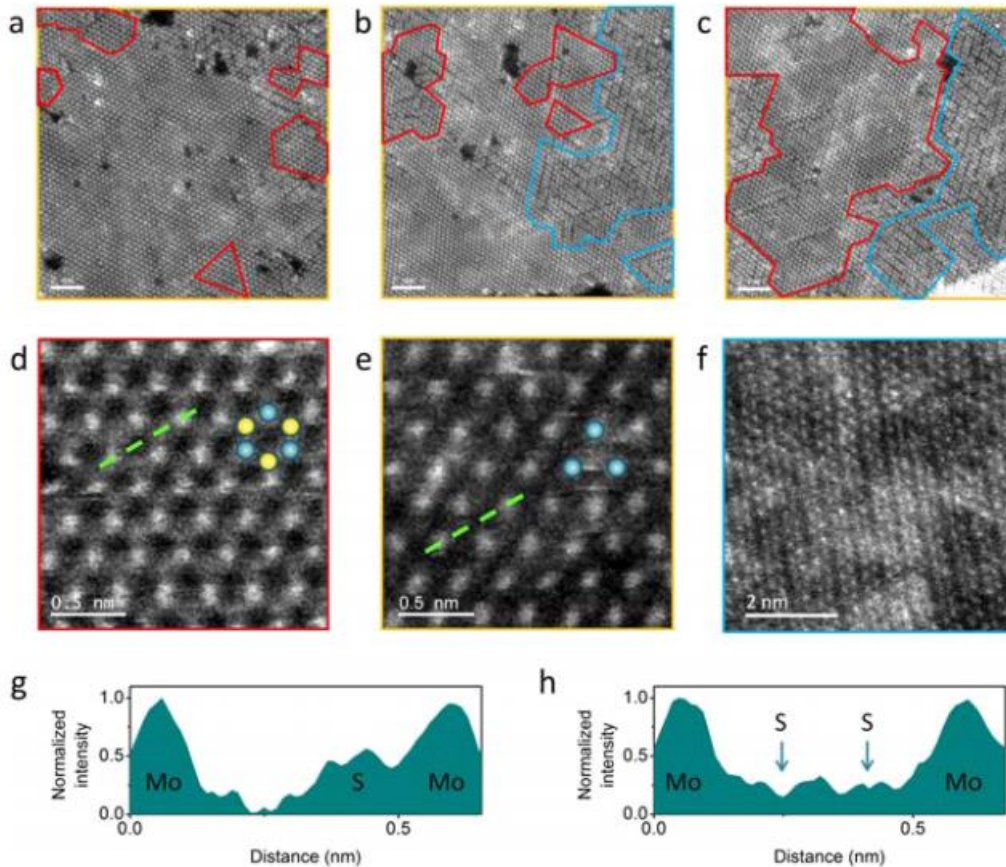 a
b
c
d
e
f
0.5 nm
0.5 nm
2 nm
g
h
Normalized
intensity
1.0
0.5
0.0
Mo
S
Mo
0.0
0.5
Distance (nm)
Normalized
intensity
1.0
0.5
0.0
S
S
Mo
Mo
0.0
0.5
Distance (nm)